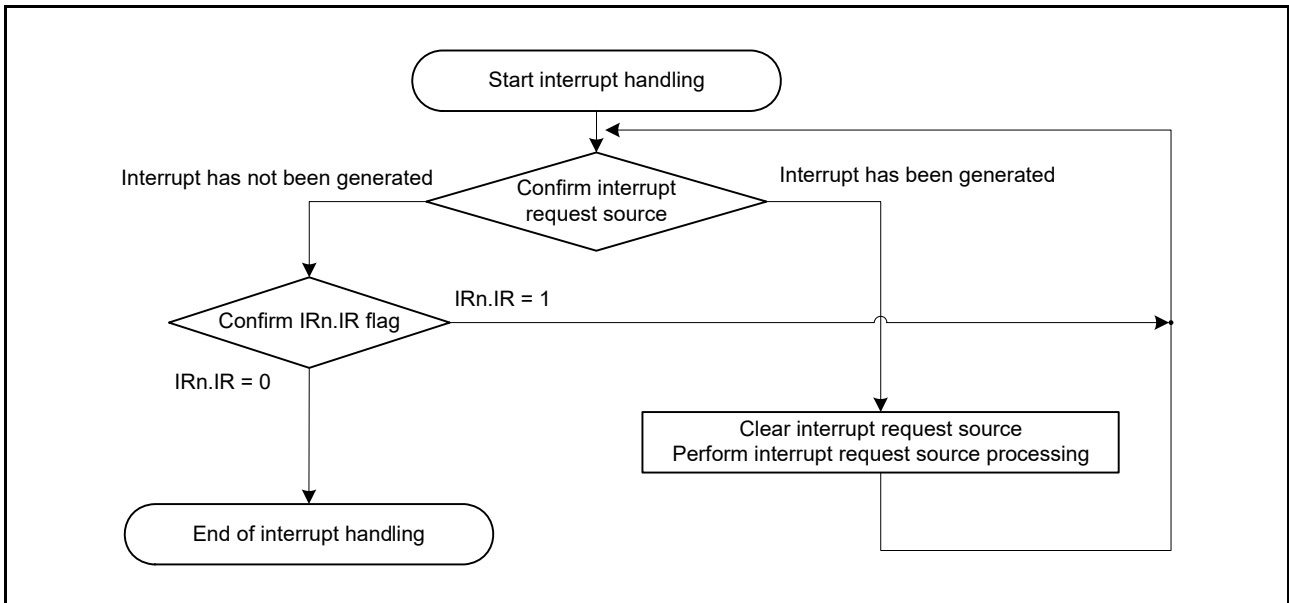 Start interrupt handling
Interrupt has not been generated
Confirm interrupt
request source
Interrupt has been generated
Confirm IRn.IR flag
IRn.IR = 1
IRn.IR = 0
Clear interrupt request source
Perform interrupt request source processing
End of interrupt handling